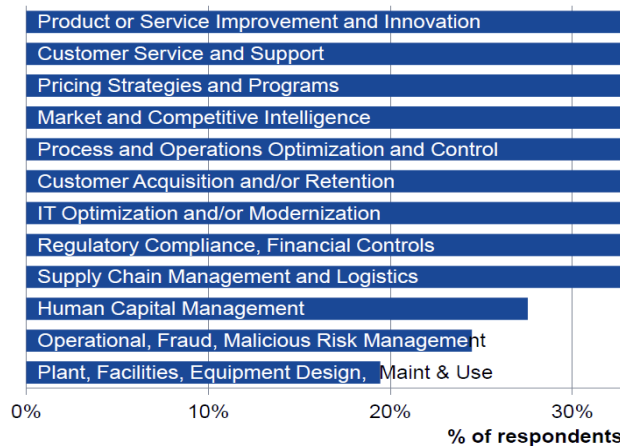 Product or Service Improvement and Innovation
Customer Service and Support
Pricing Strategies and Programs
Market and Competitive Intelligence
Process and Operations Optimization and Control
Customer Acquisition and/or Retention
IT Optimization and/or Modernization
Regulatory Compliance, Financial Controls
Supply Chain Management and Logistics
Human Capital Management
Operational, Fraud, Malicious Risk Management
Plant, Facilities, Equipment Design, Maint & Use
0% 10% 20% 30%
% of respondents